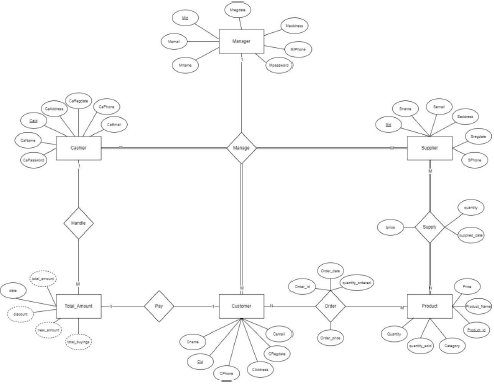 Mregdate
Mid
Maddress
Memail
Manager
MPhone
Mname
Mpassword
1
CaRegdate
CaAddress
CaPhone
CaId
CaEmail
CaName
Cashier
CaPassword
Manage
Sname
Semail
Saddress
Sid
Sregdate
Supplier
SPhone
1
M
Handle
quantity
price
Supply
supplied_date
M
M
N
total_amount
date
discount
Total_Amount
1
Pay
1
Customer
N
Order_date
Order_id
quantity_ordered
Order
Order_price
M
Product
Price
Product_Name
Product_id
Quantity
quantity_sold
Category
total_buyings
Cname
Cemail
Cid
CRegdate
CPhone
CAddress